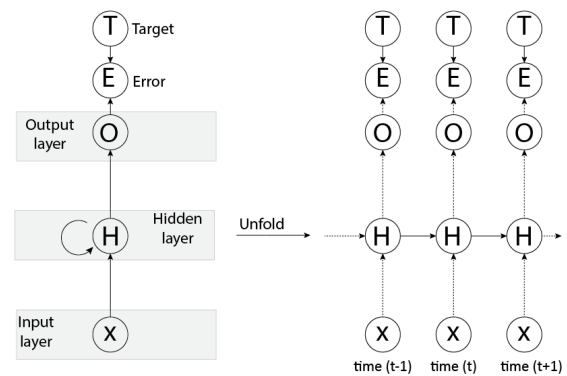 T Target
E Error
Output
layer
O
Hidden
layer
H
Input
layer
X
Unfold
T T T
E E E
O O O
H H H
X X X
time (t-1) time (t) time (t+1)